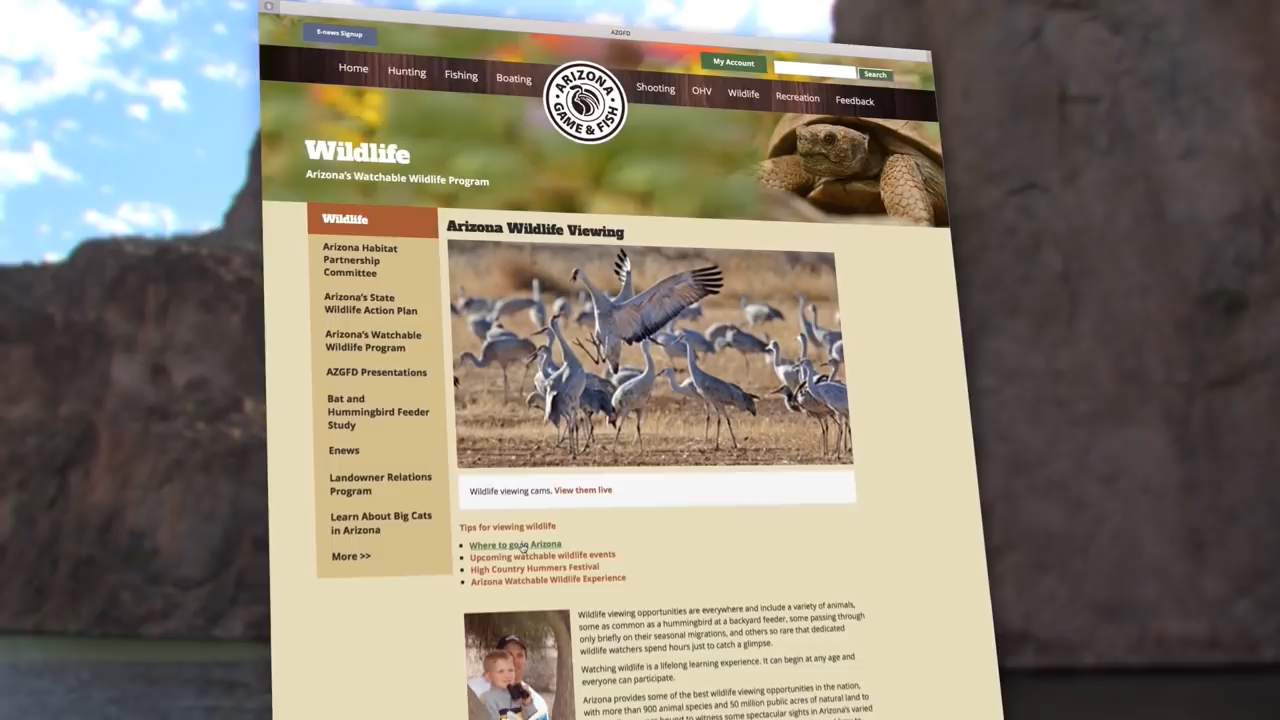 AZGFD
E-news Signup
My Account
Search
Home
Hunting
Fishing
Boating
ARIZONA
GAME & FISH
Shooting
OHV
Wildlife
Recreation
Feedback
Wildlife
Arizona's Watchable Wildlife Program
Wildlife
Arizona Habitat
Partnership
Committee
Arizona's State
Wildlife Action Plan
Arizona's Watchable
Wildlife Program
AZGFD Presentations
Bat and
Hummingbird Feeder
Study
Enews
Landowner Relations
Program
Learn About Big Cats
in Arizona
More >>
Arizona Wildlife Viewing
Wildlife viewing cams. View them live
Tips for viewing wildlife
Where to go in Arizona
Upcoming watchable wildlife events
High Country Hummers Festival
Arizona Watchable Wildlife Experience
Wildlife viewing opportunities are everywhere and include a variety of animals,
some as common as a hummingbird at a backyard feeder, some passing through
only briefly on their seasonal migrations, and others so rare that dedicated
wildlife watchers spend hours just to catch a glimpse.
Watching wildlife is a lifelong learning experience. It can begin at any age and
everyone can participate.
Arizona provides some of the best wildlife viewing opportunities in the nation,
with more than 900 animal species and 50 million public acres of natural land to
to witness some spectacular sights in Arizona's varied